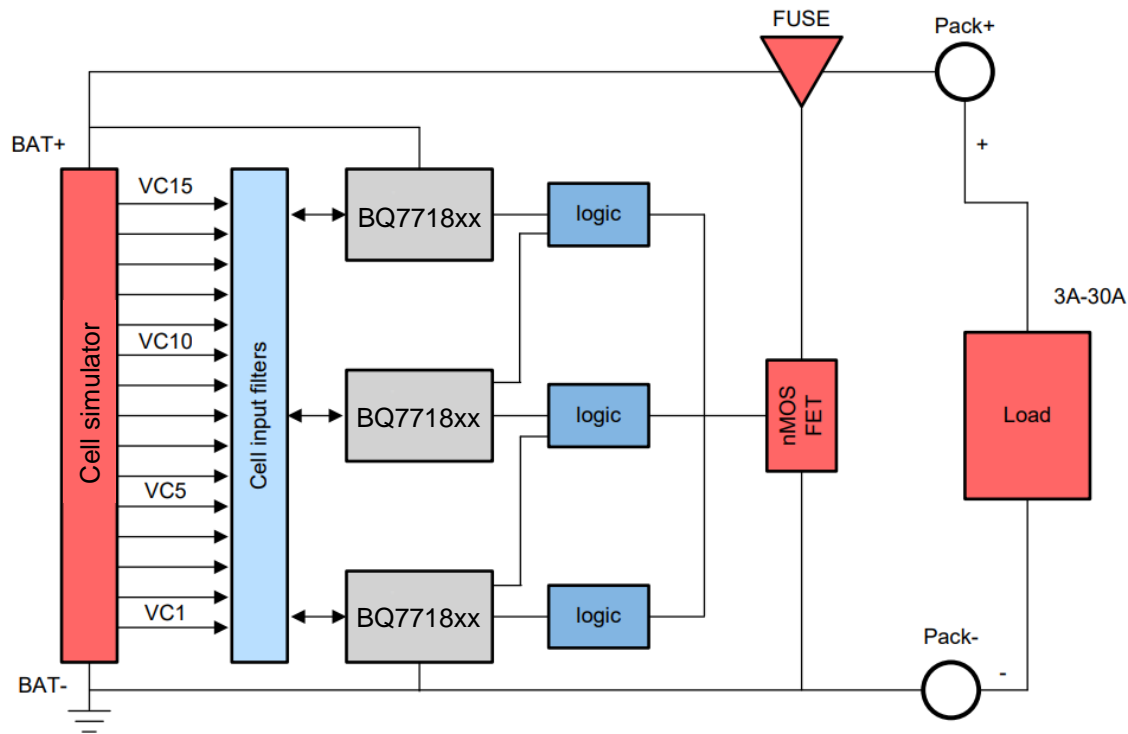 FUSE
Pack+
BAT+
+
VC15
BQ7718xx
logic
3A-30A
VC10
Cell simulator
Cell input filters
BQ7718xx
logic
nMOS
FET
Load
VC5
VC1
BQ7718xx
logic
Pack-
BAT-
-